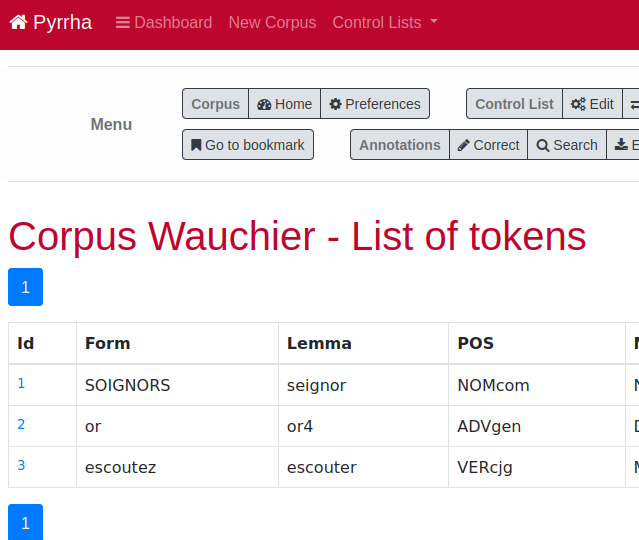 Pyrrha Dashboard New Corpus Control Lists
Menu
Corpus Home Preferences Control List Edit
Go to bookmark Annotations Correct Search E
Corpus Wauchier - List of tokens
1
Id Form Lemma POS
1 SOIGNORS seignor NOMcom
2 or or4 ADVgen
3 escoutez escouter VERcjg
1